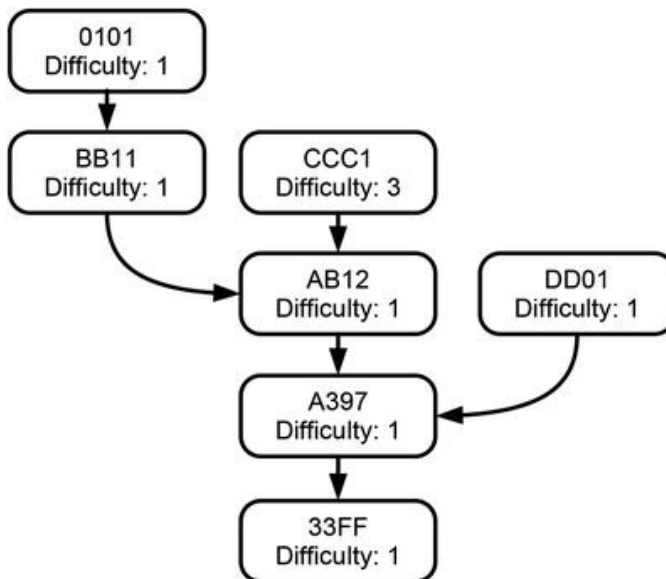 0101
Difficulty: 1
BB11
Difficulty: 1
CCC1
Difficulty: 3
AB12
Difficulty: 1
DD01
Difficulty: 1
A397
Difficulty: 1
33FF
Difficulty: 1